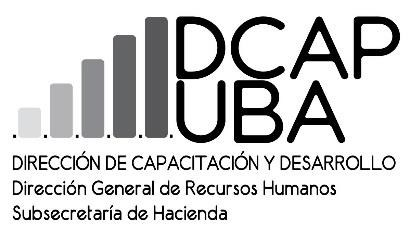 DCAP
UBA
DIRECCIÓN DE CAPACITACIÓN Y DESARROLLO
Dirección General de Recursos Humanos
Subsecretaría de Hacienda